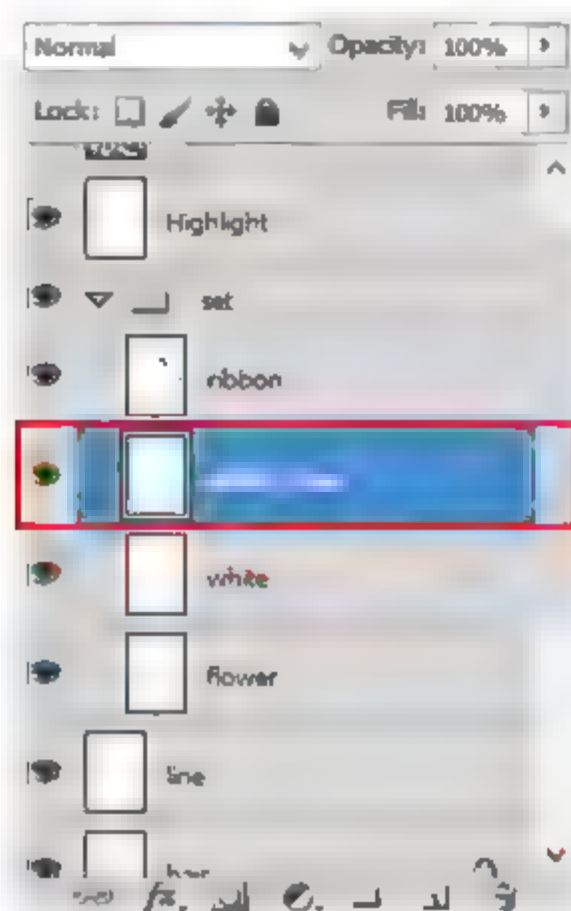 Normal Opacity: 100%
Lock: Fill: 100%
Highlight
set
ribbon
white
flower
line